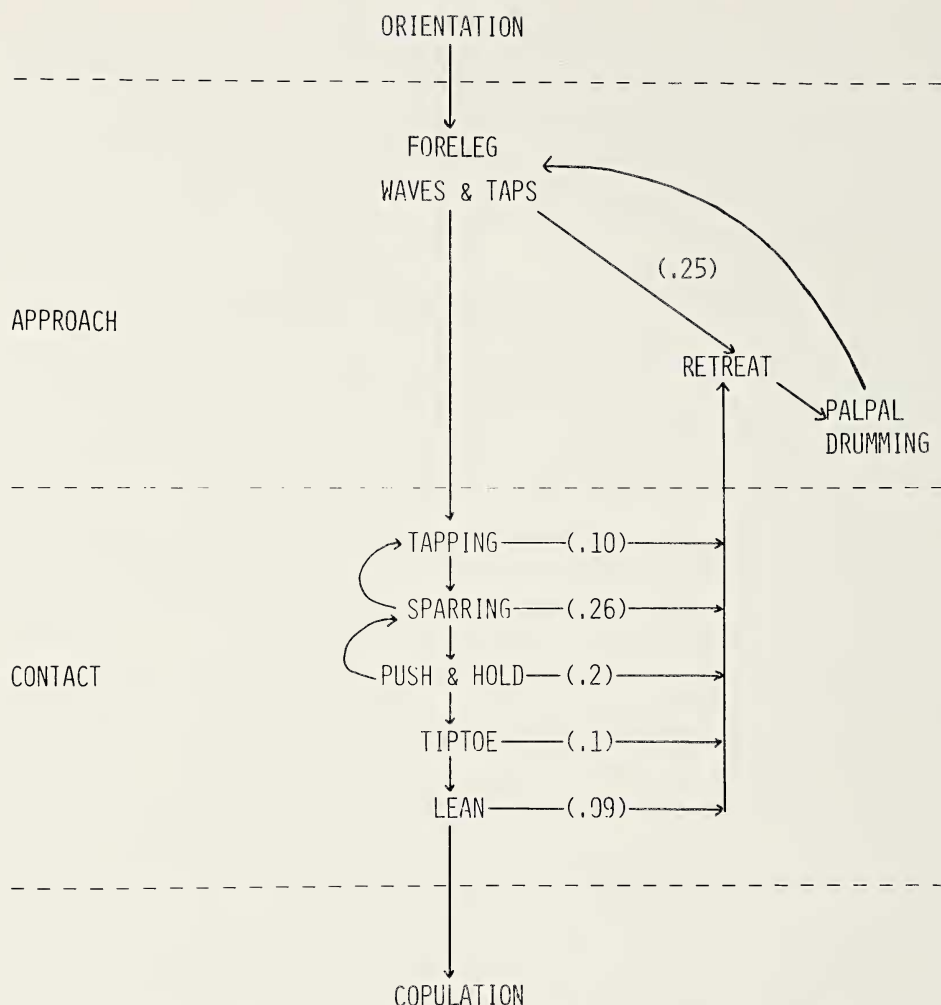 ORIENTATION
FORELEG
WAVES & TAPS
(.25)
APPROACH
RETREAT
PALPAL
DRUMMING
TAPPING (.10)
SPARRING (.26)
CONTACT
PUSH & HOLD (.2)
TIPTOE (.1)
LEAN (.09)
COPULATION